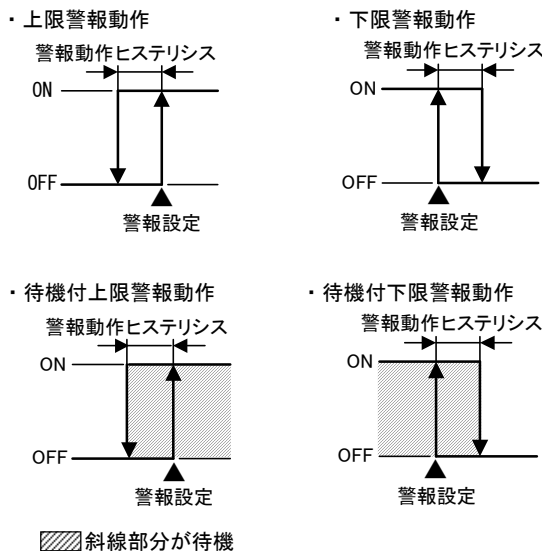 ・上限警報動作
警報動作ヒステリシス
ON
OFF
警報設定
・下限警報動作
警報動作ヒステリシス
ON
OFF
警報設定
・待機付上限警報動作
警報動作ヒステリシス
ON
OFF
警報設定
・待機付下限警報動作
警報動作ヒステリシス
ON
OFF
警報設定
斜線部分が待機